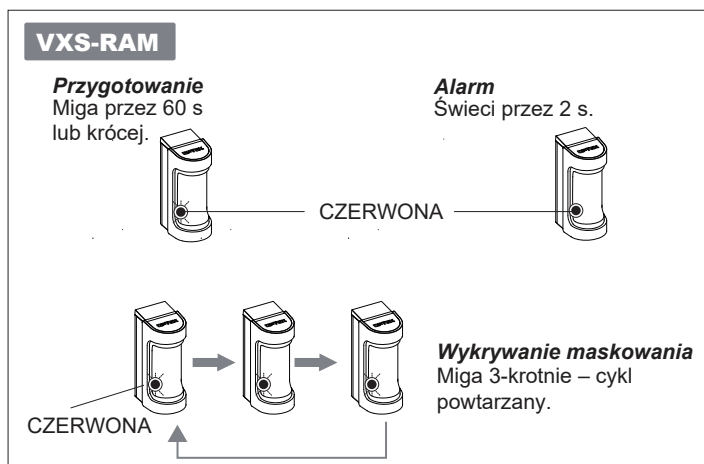 VXS-RAM
Przygotowanie
Miga przez 60 s
lub krócej.
Alarm
Świeci przez 2 s.
CZERWONA
Wykrywanie maskowania
Miga 3-krotnie – cykl
powtarzany.
CZERWONA